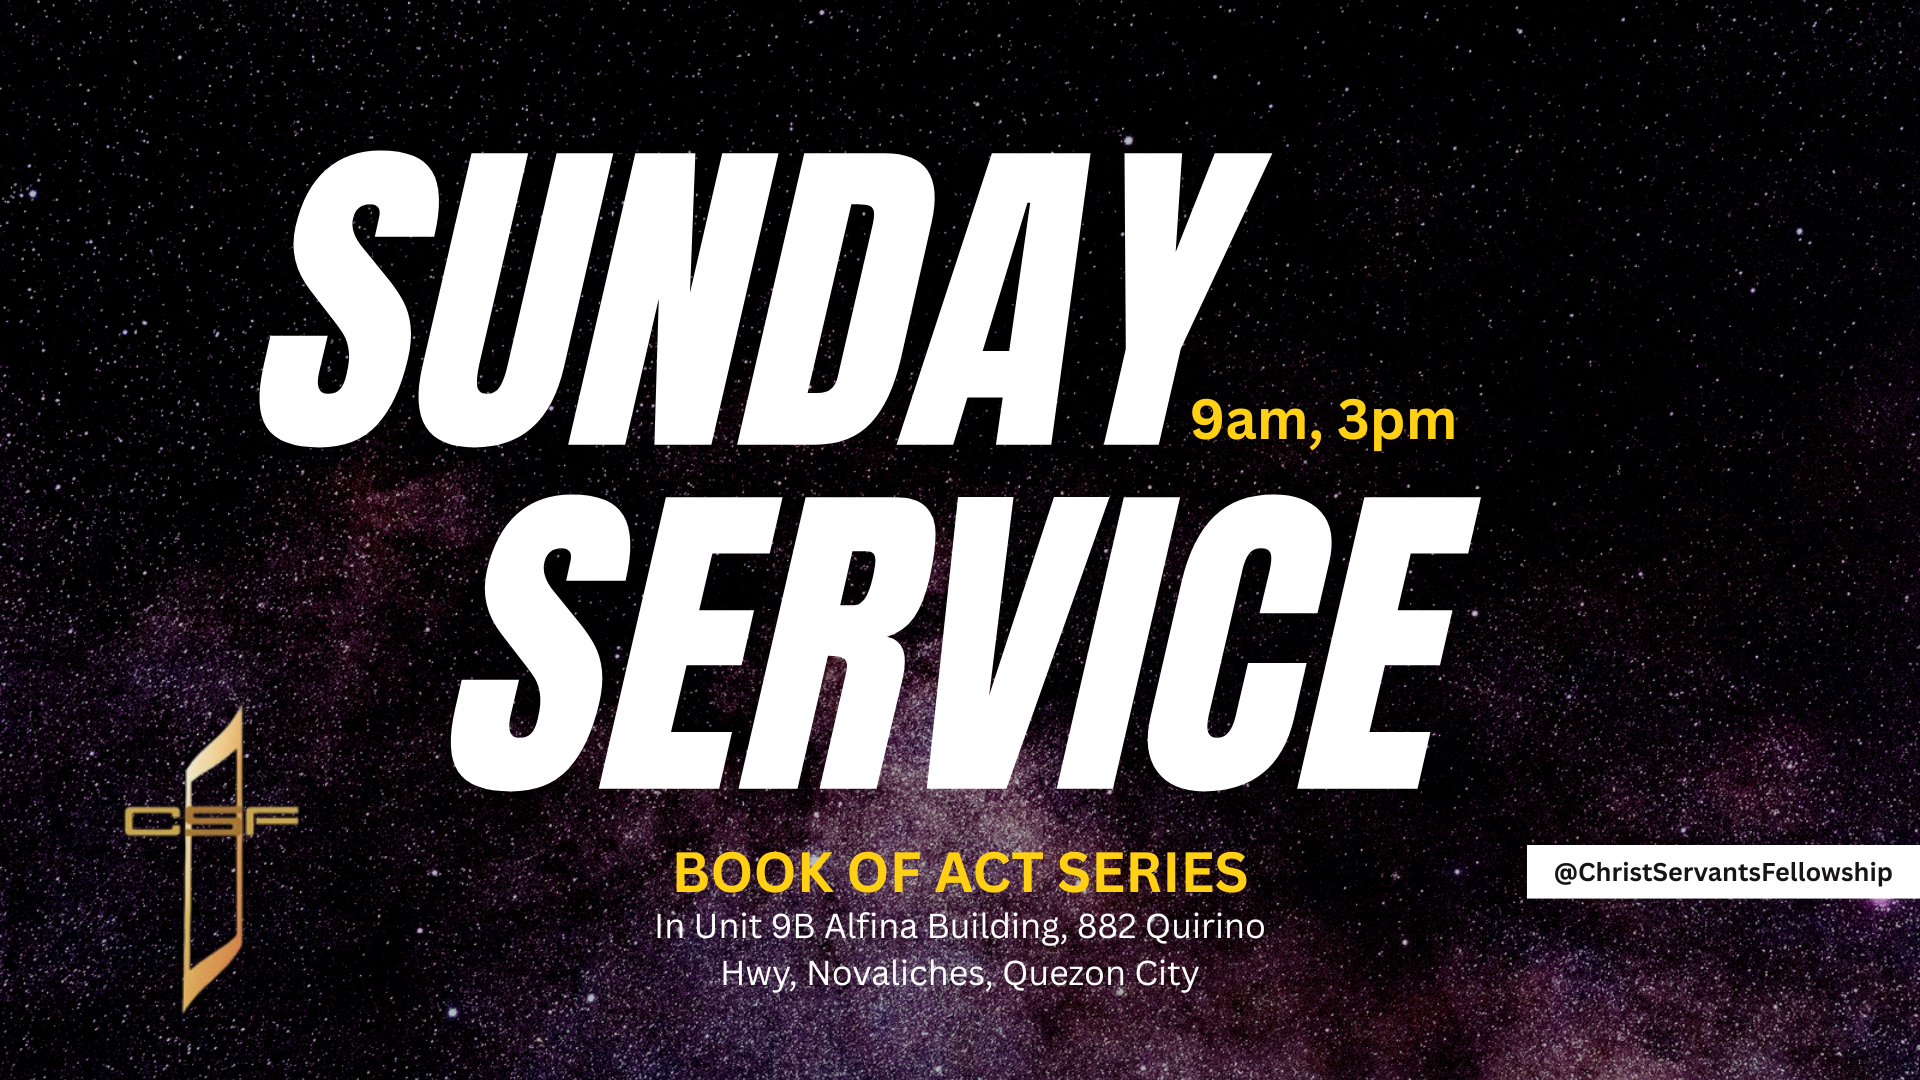 SUNDAY
9am, 3pm
SERVICE
CSF
BOOK OF ACT SERIES
In Unit 9B Alfina Building, 882 Quirino
Hwy, Novaliches, Quezon City
@ChristServantsFellowship